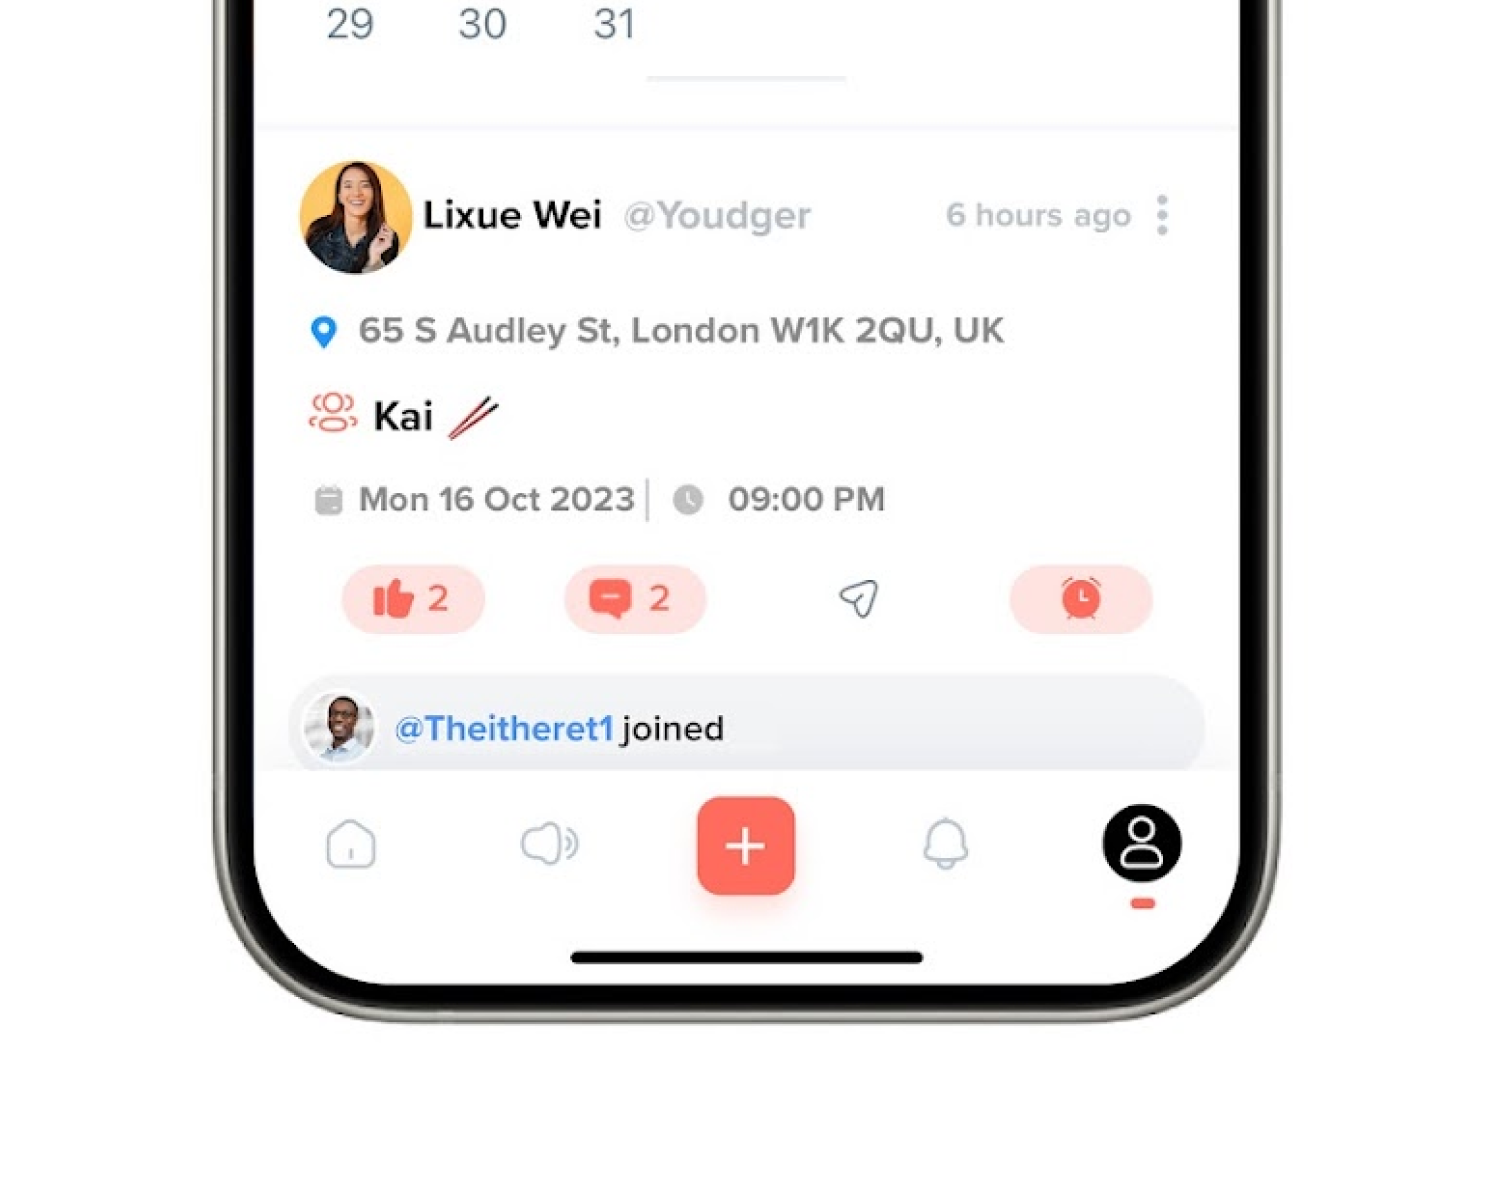 29 30 31
Lixue Wei @Youdger 6 hours ago
65 S Audley St, London W1K 2QU, UK
Kai 🥢
Mon 16 Oct 2023 | 09:00 PM
2 2
@Theitheret1 joined